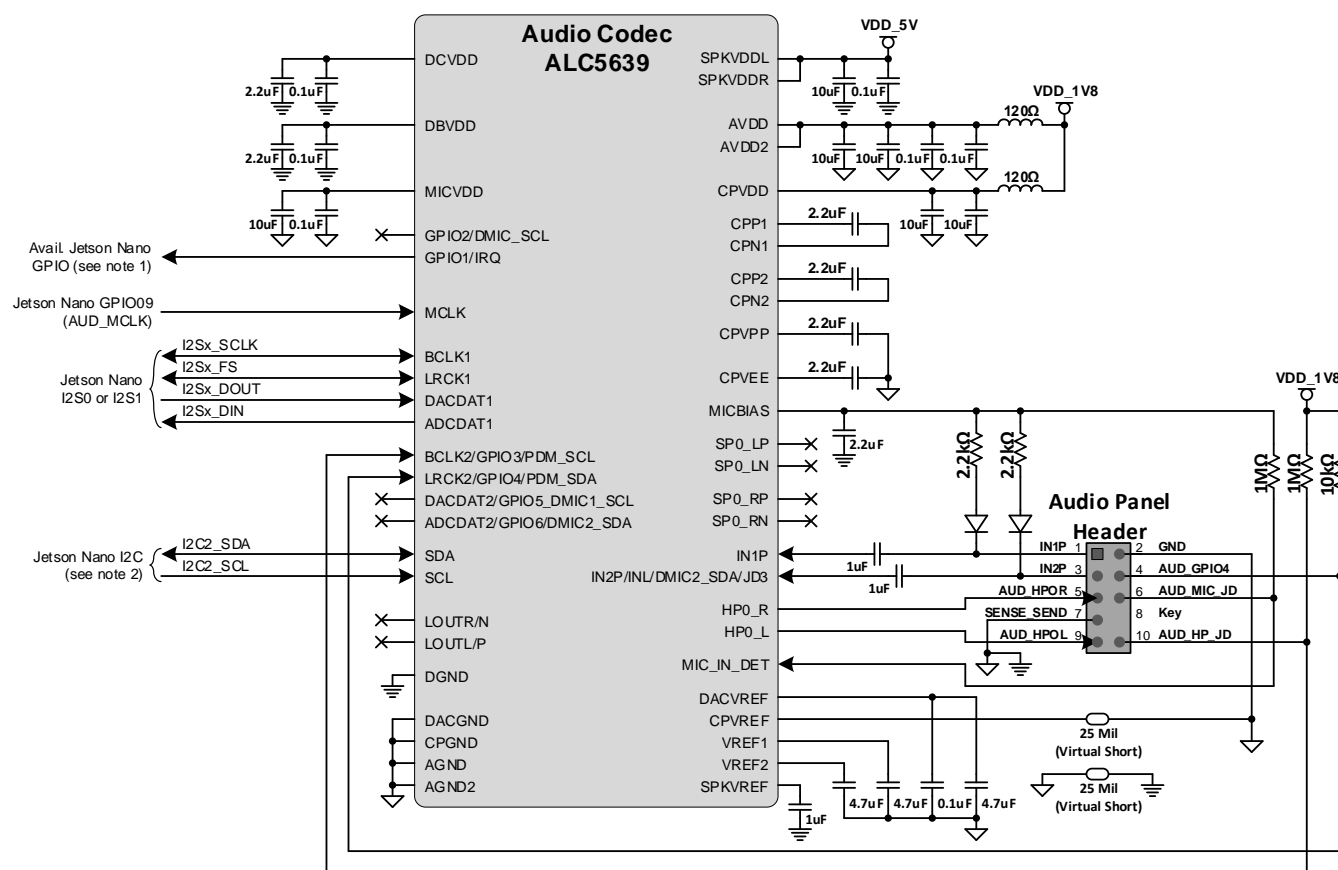 Audio Codec
ALC5639
DCVDD
2.2uF 0.1uF
DBVDD
2.2uF 0.1uF
MICVDD
10uF 0.1uF
GPIO2/DMIC_SCL
GPIO1/IRQ
Avail. Jetson Nano
GPIO (see note 1)
Jetson Nano GPIO09
(AUD_MCLK)
MCLK
I2Sx_SCLK
I2Sx_FS
I2Sx_DOUT
I2Sx_DIN
Jetson Nano
I2S0 or I2S1
BCLK1
LRCK1
DACDAT1
ADCDAT1
BCLK2/GPIO3/PDM_SCL
LRCK2/GPIO4/PDM_SDA
DACDAT2/GPIO5_DMIC1_SCL
ADCDAT2/GPIO6/DMIC2_SDA
Jetson Nano I2C
(see note 2)
I2C2_SDA
I2C2_SCL
SDA
SCL
LOUTR/N
LOUTL/P
DGND
DACGND
CPGND
AGND
AGND2
SPKVDDL
SPKVDDR
VDD_5V
10uF 0.1uF
VDD_1V8
120Ω
AVDD
AVDD2
10uF 10uF 0.1uF 0.1uF
120Ω
CPVDD
10uF 10uF
CPP1
2.2uF
CPN1
CPP2
2.2uF
CPN2
CPVPP
2.2uF
CPVEE
2.2uF
MICBIAS
2.2uF
2.2kΩ
2.2kΩ
SP0_LP
SP0_LN
SP0_RP
SP0_RN
VDD_1V8
1MΩ
1MΩ
10kΩ
Audio Panel
Header
IN1P
1uF
IN2P/INL/DMIC2_SDA/JD3
1uF
HP0_R
HP0_L
MIC_IN_DET
IN1P 1 2 GND
IN2P 3 4 AUD_GPIO4
AUD_HPOR 5 6 AUD_MIC_JD
SENSE_SEND 7 8 Key
AUD_HPOL 9 10 AUD_HP_JD
DACVREF
CPVREF
VREF1
VREF2
SPKVREF
1uF
4.7uF 4.7uF 0.1uF 4.7uF
25 Mil
(Virtual Short)
25 Mil
(Virtual Short)